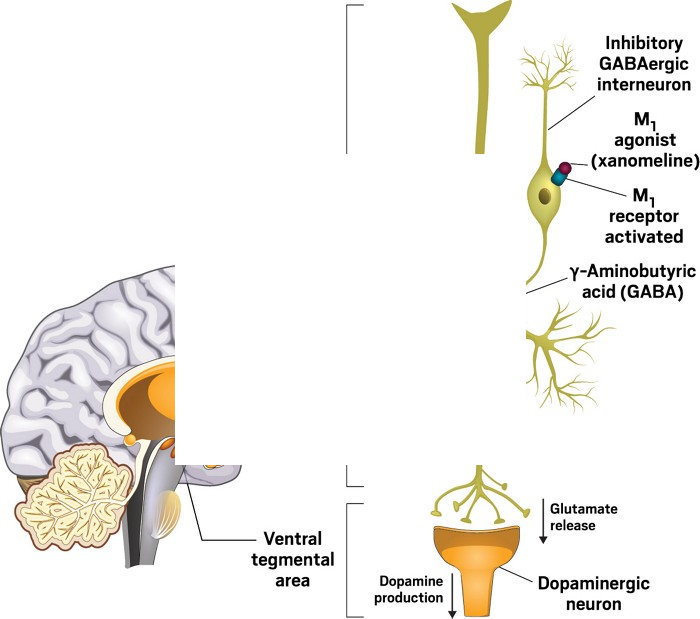 Inhibitory
GABAergic
interneuron
M1
agonist
(xanomeline)
M1
receptor
activated
γ-Aminobutyric
acid (GABA)
Glutamate
release
Ventral
tegmental
area
Dopamine
production
Dopaminergic
neuron